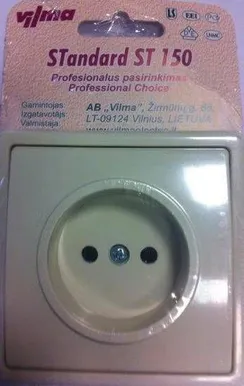 vilma
STandard ST 150
Profesionalus pasirinkimas
Professional Choice
Gamintojas:
Izgatavotājs:
Valmistaja:
AB „Vilma", Žirmūnų g. 68,
LT-09124 Vilnius, LIETUVA